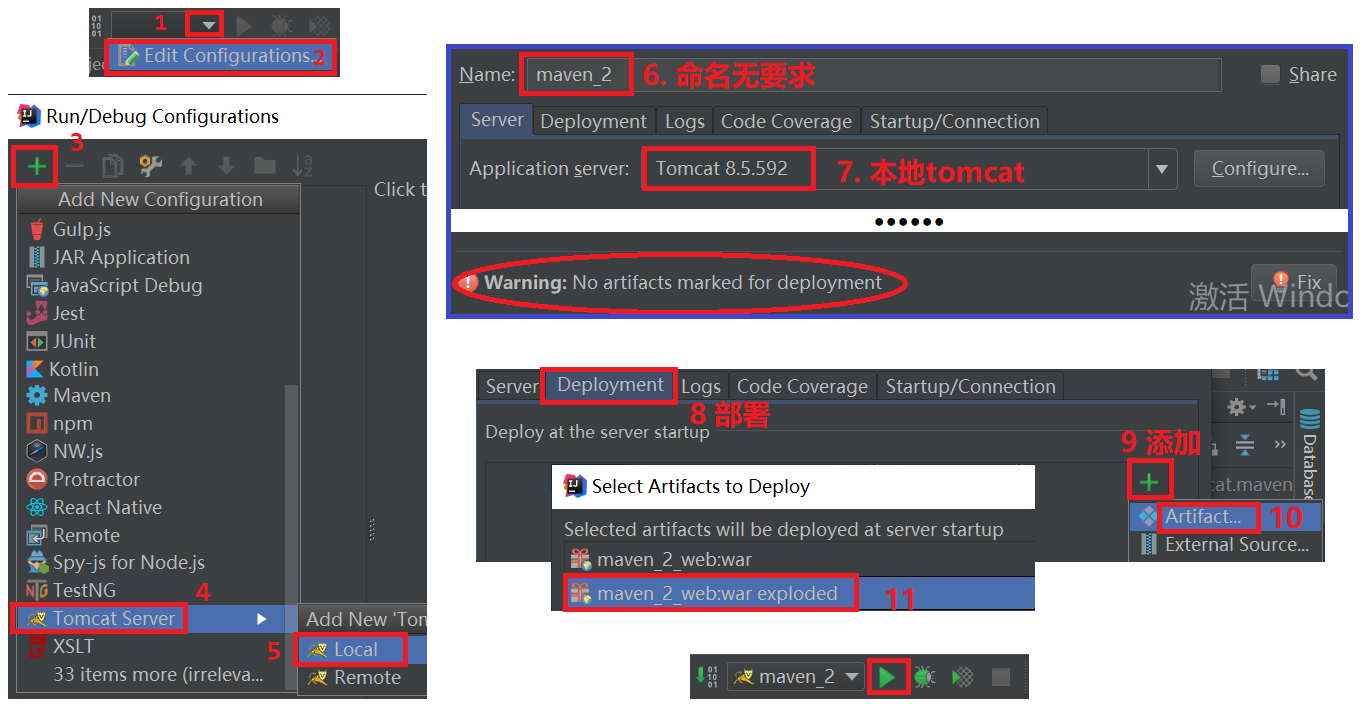 1
Edit Configurations...
2
Run/Debug Configurations
3
Click t
Add New Configuration
Gulp.js
JAR Application
JavaScript Debug
Jest
JUnit
Kotlin
Maven
npm
NW.js
Protractor
React Native
Remote
Spy-js for Node.js
TestNG
4
Tomcat Server
Add New 'Tom
XSLT
5
Local
33 items more (irreleva...
Remote
Name: maven_2 6. 命名无要求 Share
Server Deployment Logs Code Coverage Startup/Connection
Application server: Tomcat 8.5.592 7. 本地tomcat Configure...
••••••
Warning: No artifacts marked for deployment
Fix
激活 Windo
Server Deployment Logs Code Coverage Startup/Connection
8 部署
Deploy at the server startup
9 添加
Database
cat.maven
Select Artifacts to Deploy
Artifact... 10
External Source...
Selected artifacts will be deployed at server startup
maven_2_web:war
maven_2_web:war exploded 11
maven_2